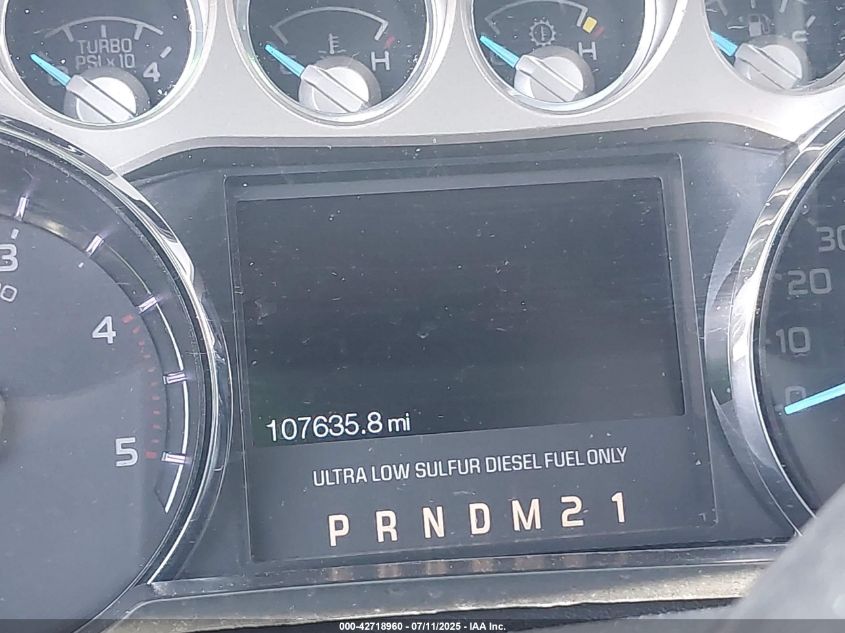 TURBO
PSI x 10
4
H
H
3
4
5
30
20
10
0
107635.8 mi
ULTRA LOW SULFUR DIESEL FUEL ONLY
P R N D M 2 1
000-42718960 - 07/11/2025 - IAA Inc.